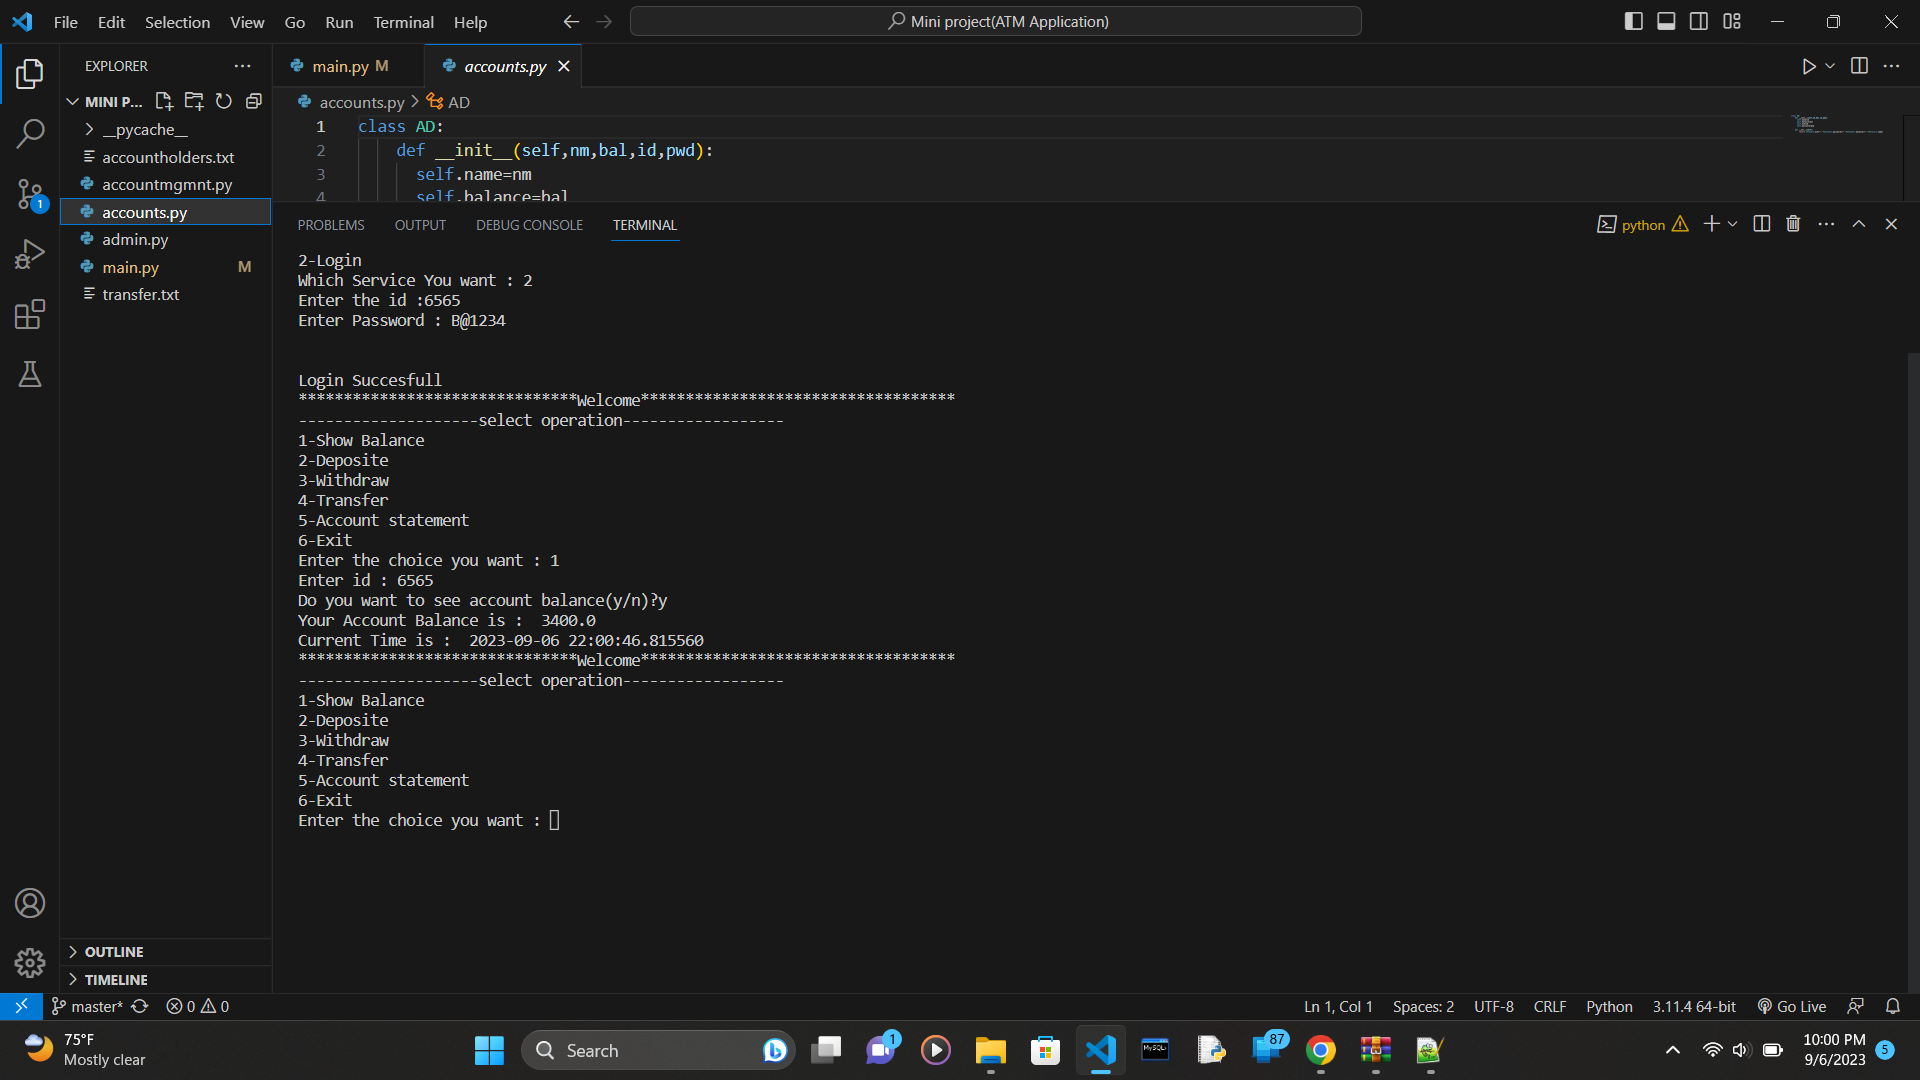 File Edit Selection View Go Run Terminal Help
Mini project(ATM Application)
EXPLORER
MINI P...
__pycache__
accountholders.txt
accountmgmnt.py
accounts.py
admin.py
main.py M
transfer.txt
OUTLINE
TIMELINE
1
main.py M
accounts.py
accounts.py > AD
1 class AD:
2 def __init__(self,nm,bal,id,pwd):
3 self.name=nm
4 self.balance=bal
PROBLEMS OUTPUT DEBUG CONSOLE TERMINAL
python
2-Login
Which Service You want : 2
Enter the id :6565
Enter Password : B@1234
Login Succesfull
*******************************Welcome***********************************
--------------------select operation------------------
1-Show Balance
2-Deposite
3-Withdraw
4-Transfer
5-Account statement
6-Exit
Enter the choice you want : 1
Enter id : 6565
Do you want to see account balance(y/n)?y
Your Account Balance is :  3400.0
Current Time is :  2023-09-06 22:00:46.815560
*******************************Welcome***********************************
--------------------select operation------------------
1-Show Balance
2-Deposite
3-Withdraw
4-Transfer
5-Account statement
6-Exit
Enter the choice you want :
master* 0 0
Ln 1, Col 1 Spaces: 2 UTF-8 CRLF Python 3.11.4 64-bit Go Live
75°F
Mostly clear
Search
1
MySQL
87
10:00 PM
9/6/2023
5